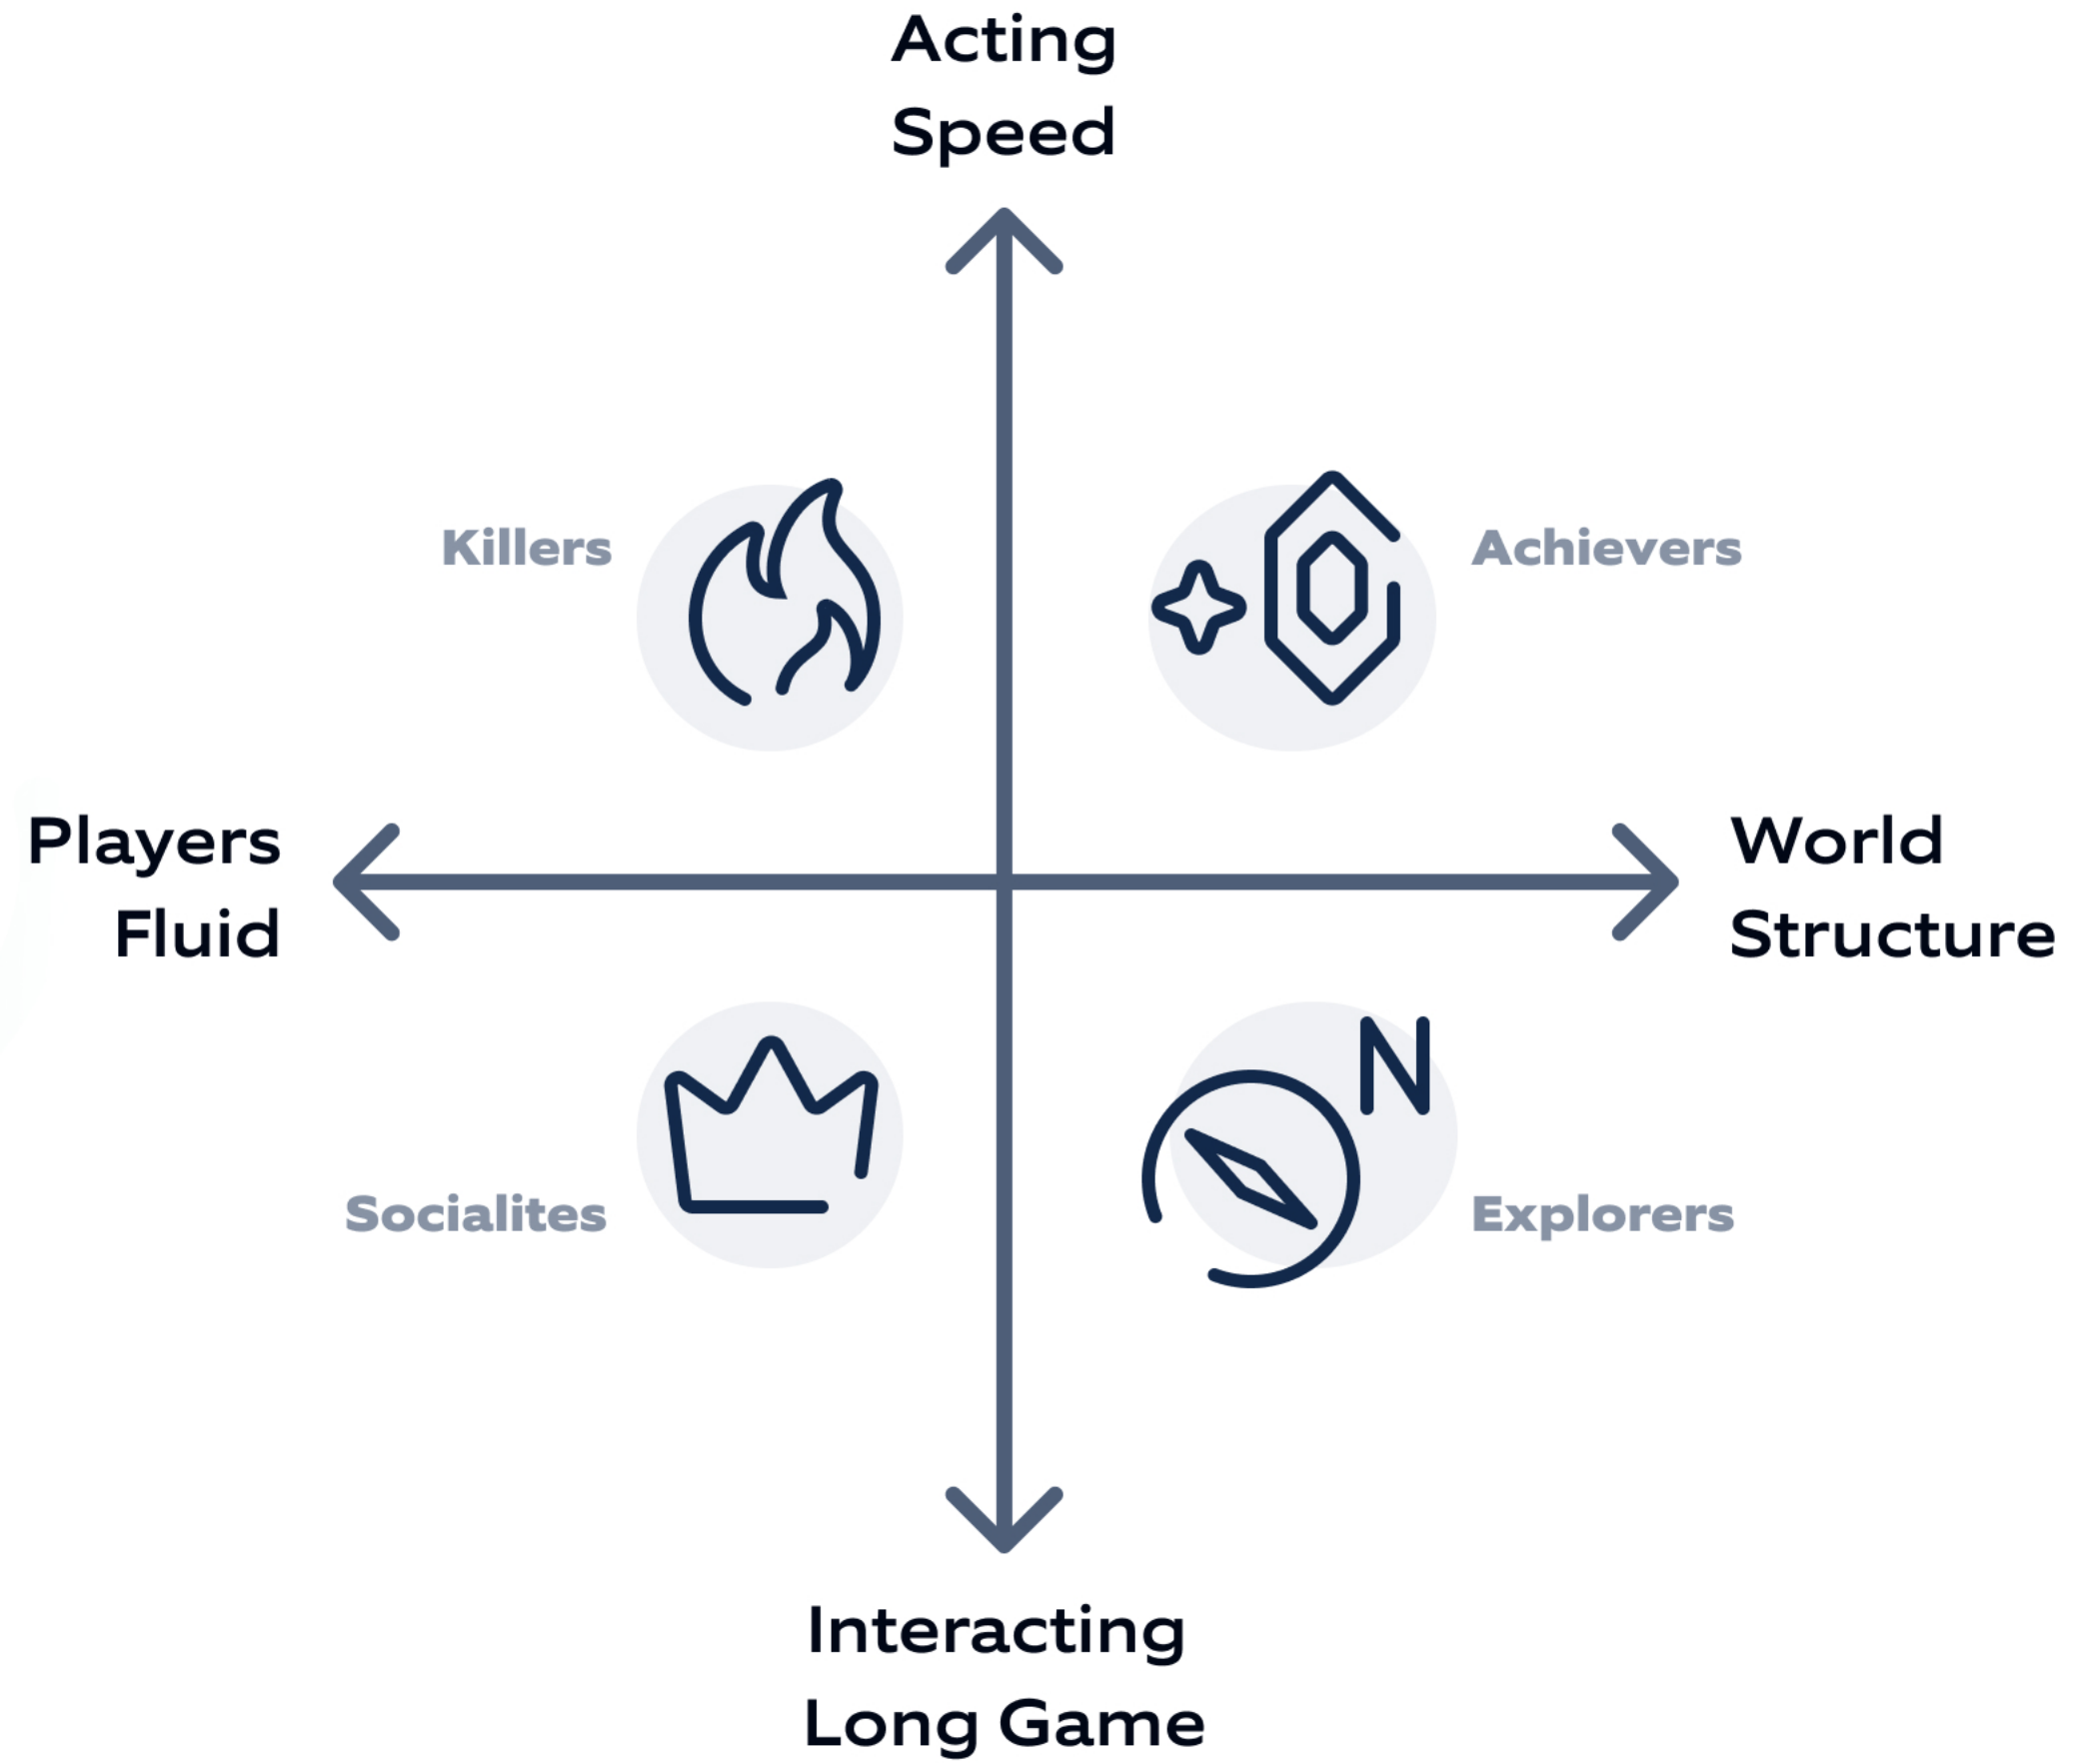 Acting
Speed
Killers
Achievers
Players
Fluid
World
Structure
N
Socialites
Explorers
Interacting
Long Game